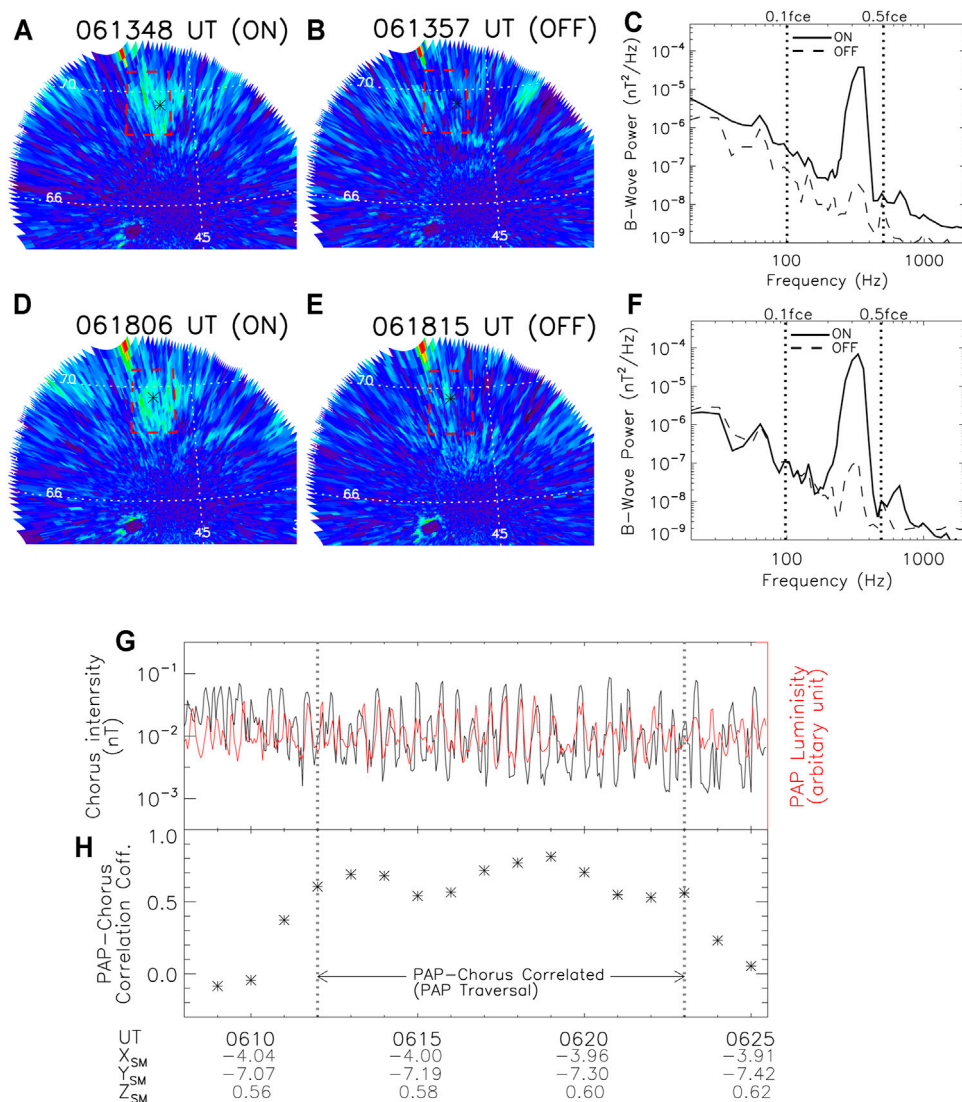 A 061348 UT (ON)
B 061357 UT (OFF)
C
0.1fce 0.5fce
ON
OFF
B-Wave Power (nT²/Hz)
10⁻⁴
10⁻⁵
10⁻⁶
10⁻⁷
10⁻⁸
10⁻⁹
100 1000
Frequency (Hz)
70
66
45
70
66
45
D 061806 UT (ON)
E 061815 UT (OFF)
F
0.1fce 0.5fce
ON
OFF
B-Wave Power (nT²/Hz)
10⁻⁴
10⁻⁵
10⁻⁶
10⁻⁷
10⁻⁸
10⁻⁹
100 1000
Frequency (Hz)
70
66
45
70
66
45
G
Chorus intenrsity
(nT)
10⁻¹
10⁻²
10⁻³
PAP Luminisity
(arbitrary unit)
H
PAP-Chorus
Correlation Coff.
1.0
0.5
0.0
PAP-Chorus Correlated
(PAP Traversal)
UT 0610 0615 0620 0625
X_SM −4.04 −4.00 −3.96 −3.91
Y_SM −7.07 −7.19 −7.30 −7.42
Z_SM 0.56 0.58 0.60 0.62